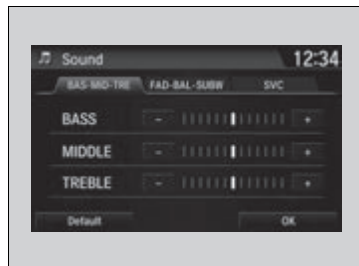 Sound 12:34
BAS-MID-TRE FAD-BAL-SUBW SVC
BASS - +
MIDDLE - +
TREBLE - +
Default OK